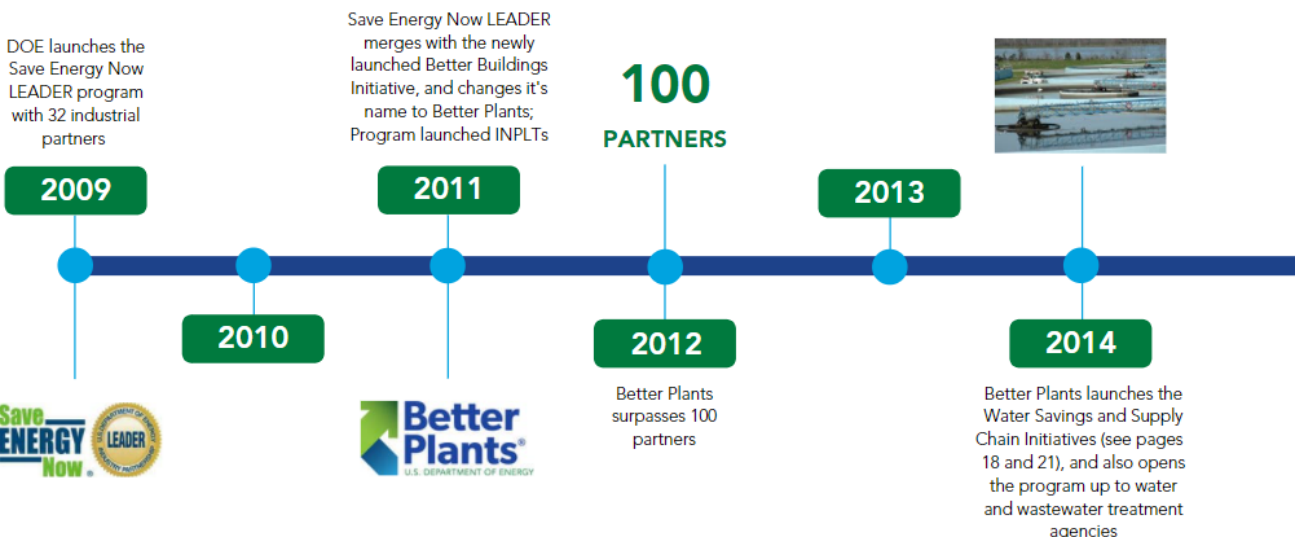 DOE launches the
Save Energy Now
LEADER program
with 32 industrial
partners
2009
Save
ENERGY
Now
LEADER
2010
Save Energy Now LEADER
merges with the newly
launched Better Buildings
Initiative, and changes it's
name to Better Plants;
Program launched INPLTs
2011
Better
Plants®
U.S. DEPARTMENT OF ENERGY
100
PARTNERS
2012
Better Plants
surpasses 100
partners
2013
2014
Better Plants launches the
Water Savings and Supply
Chain Initiatives (see pages
18 and 21), and also opens
the program up to water
and wastewater treatment
agencies